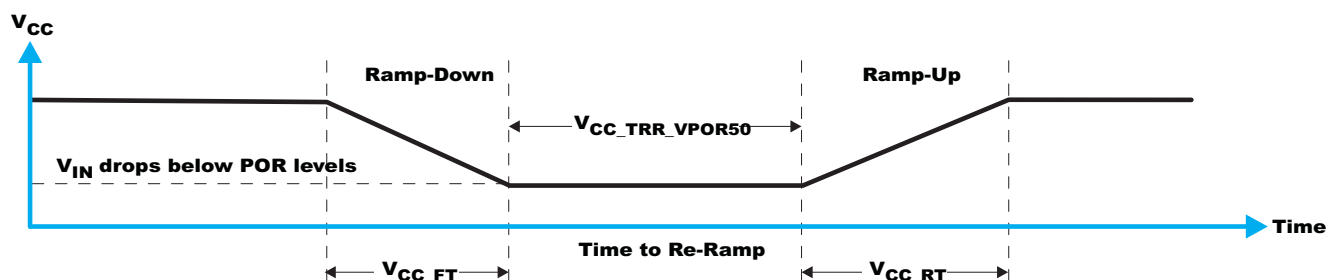 VCC
Ramp-Down
Ramp-Up
VCC_TRR_VPOR50
VIN drops below POR levels
Time
Time to Re-Ramp
VCC_FT
VCC_RT